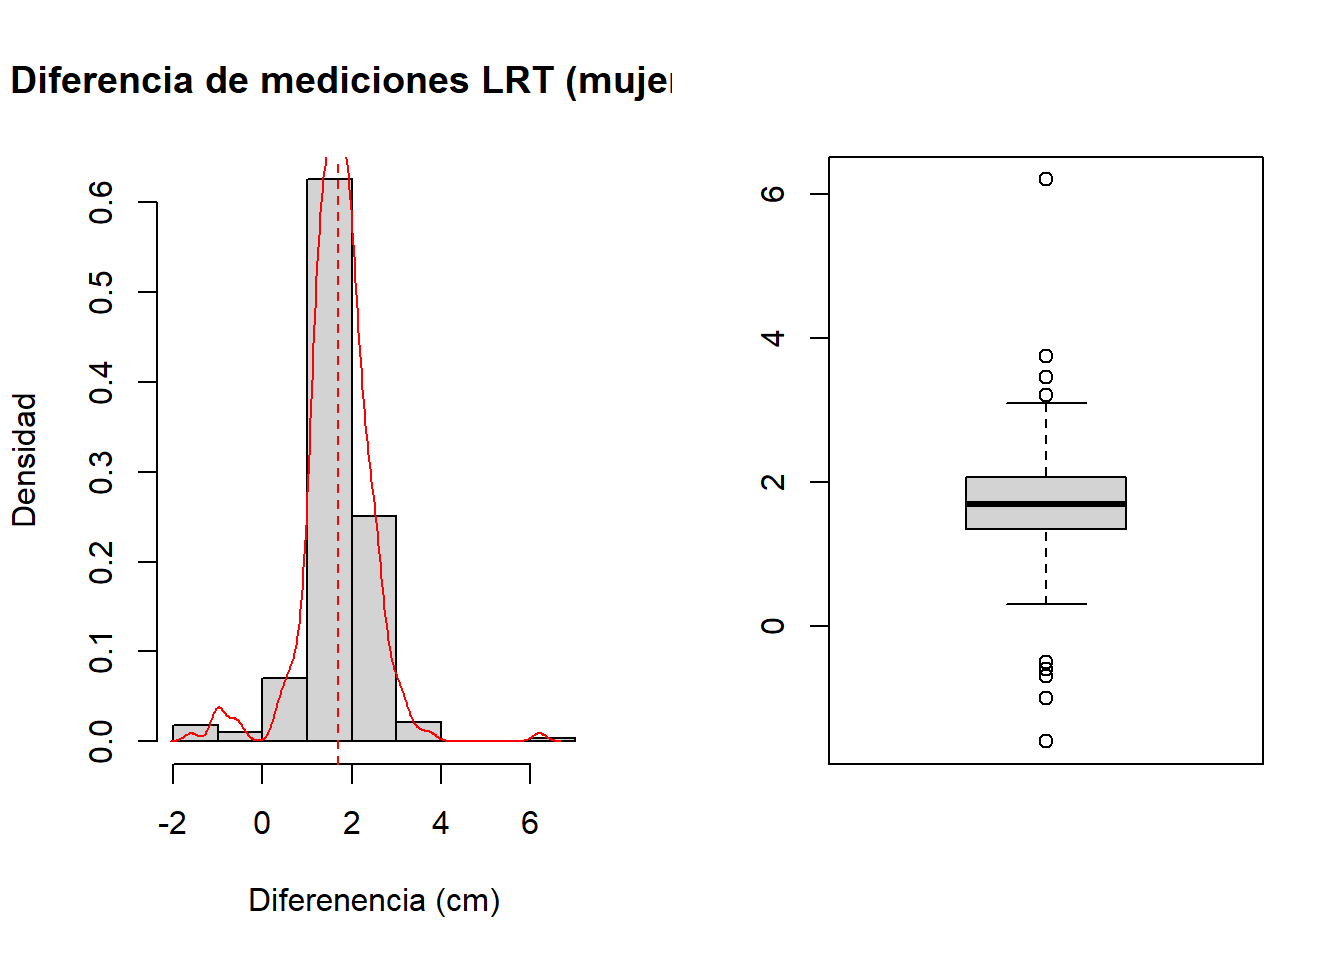 Diferencia de mediciones LRT (mujer
Densidad
0.0 0.1 0.2 0.3 0.4 0.5 0.6
-2 0 2 4 6
Diferenencia (cm)
0 2 4 6